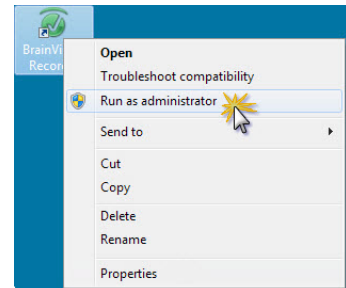 BrainVi
Recor
Open
Troubleshoot compatibility
Run as administrator
Send to
Cut
Copy
Delete
Rename
Properties